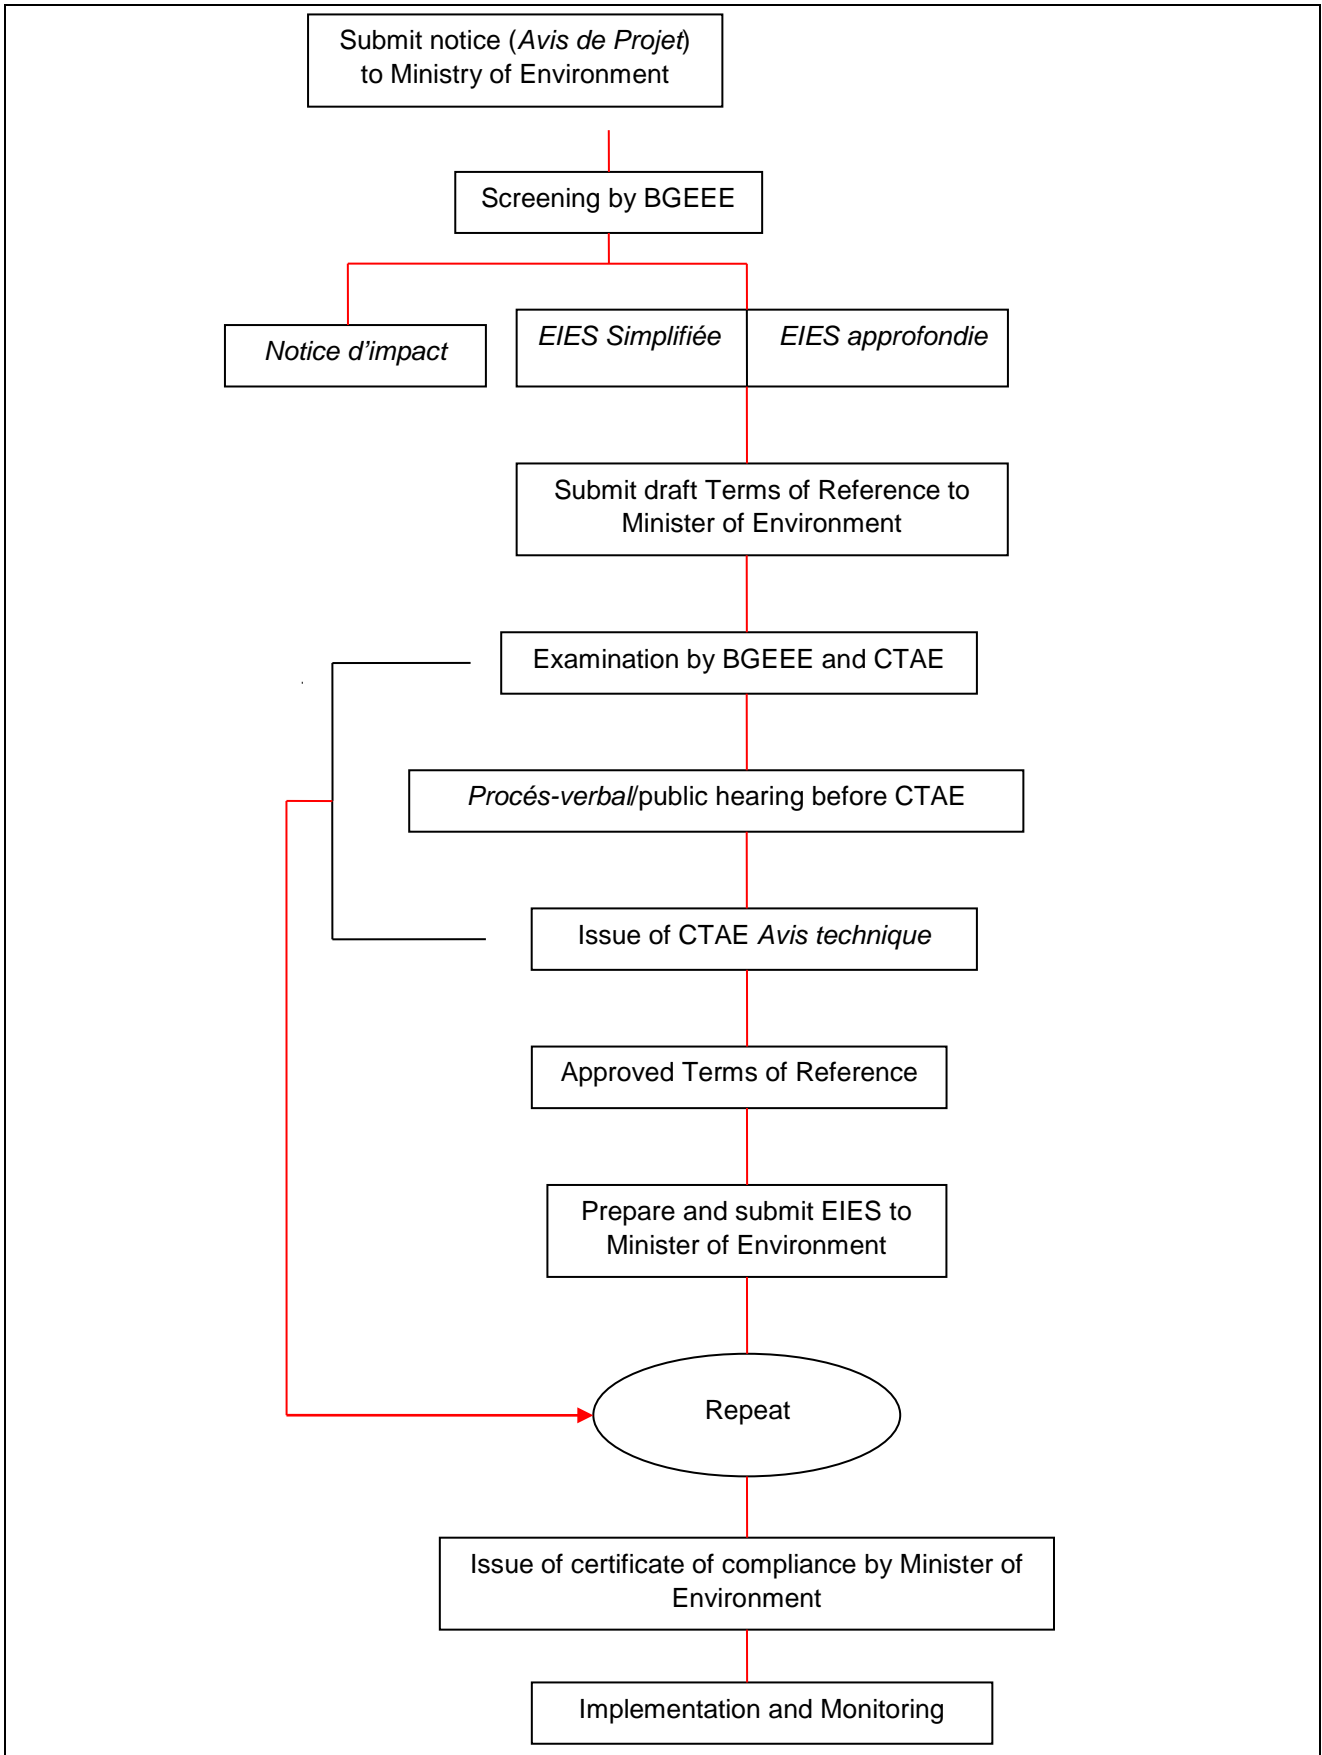 Submit notice (Avis de Projet)
to Ministry of Environment
Screening by BGEEE
Notice d'impact
EIES Simplifiée
EIES approfondie
Submit draft Terms of Reference to
Minister of Environment
Examination by BGEEE and CTAE
Procés-verbal/public hearing before CTAE
Issue of CTAE Avis technique
Approved Terms of Reference
Prepare and submit EIES to
Minister of Environment
Repeat
Issue of certificate of compliance by Minister of
Environment
Implementation and Monitoring